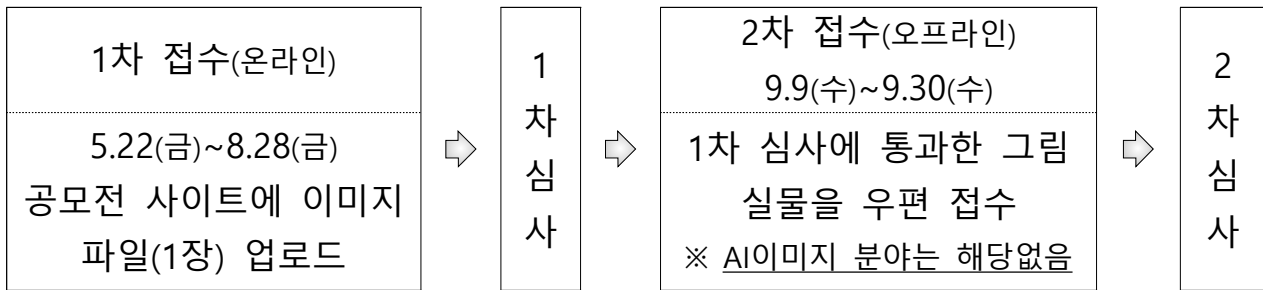 1차 접수(온라인)
5.22(금)~8.28(금)
공모전 사이트에 이미지
파일(1장) 업로드
1
차
심
사
2차 접수(오프라인)
9.9(수)~9.30(수)
1차 심사에 통과한 그림
실물을 우편 접수
※ AI이미지 분야는 해당없음
2
차
심
사